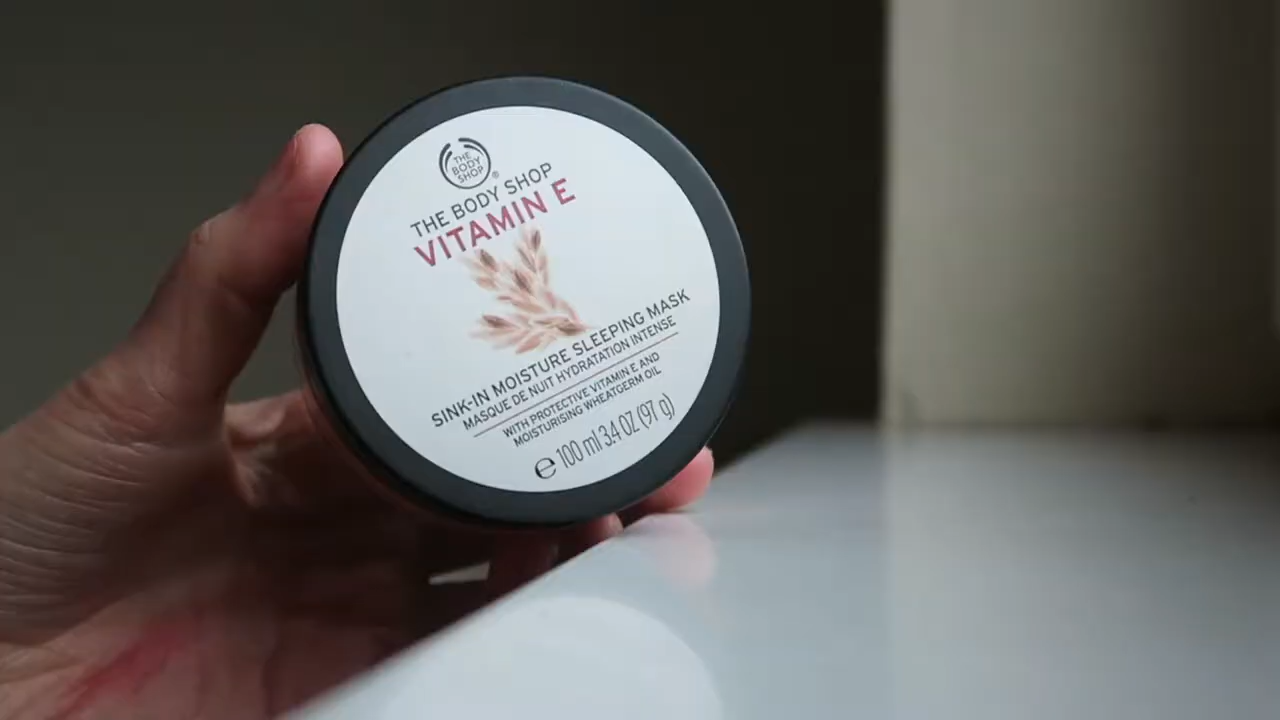 THE
BODY
SHOP
®
THE BODY SHOP
VITAMIN E
SINK-IN MOISTURE SLEEPING MASK
MASQUE DE NUIT HYDRATATION INTENSE
WITH PROTECTIVE VITAMIN E AND
MOISTURISING WHEATGERM OIL
℮ 100 ml 3.4 OZ (97 g)